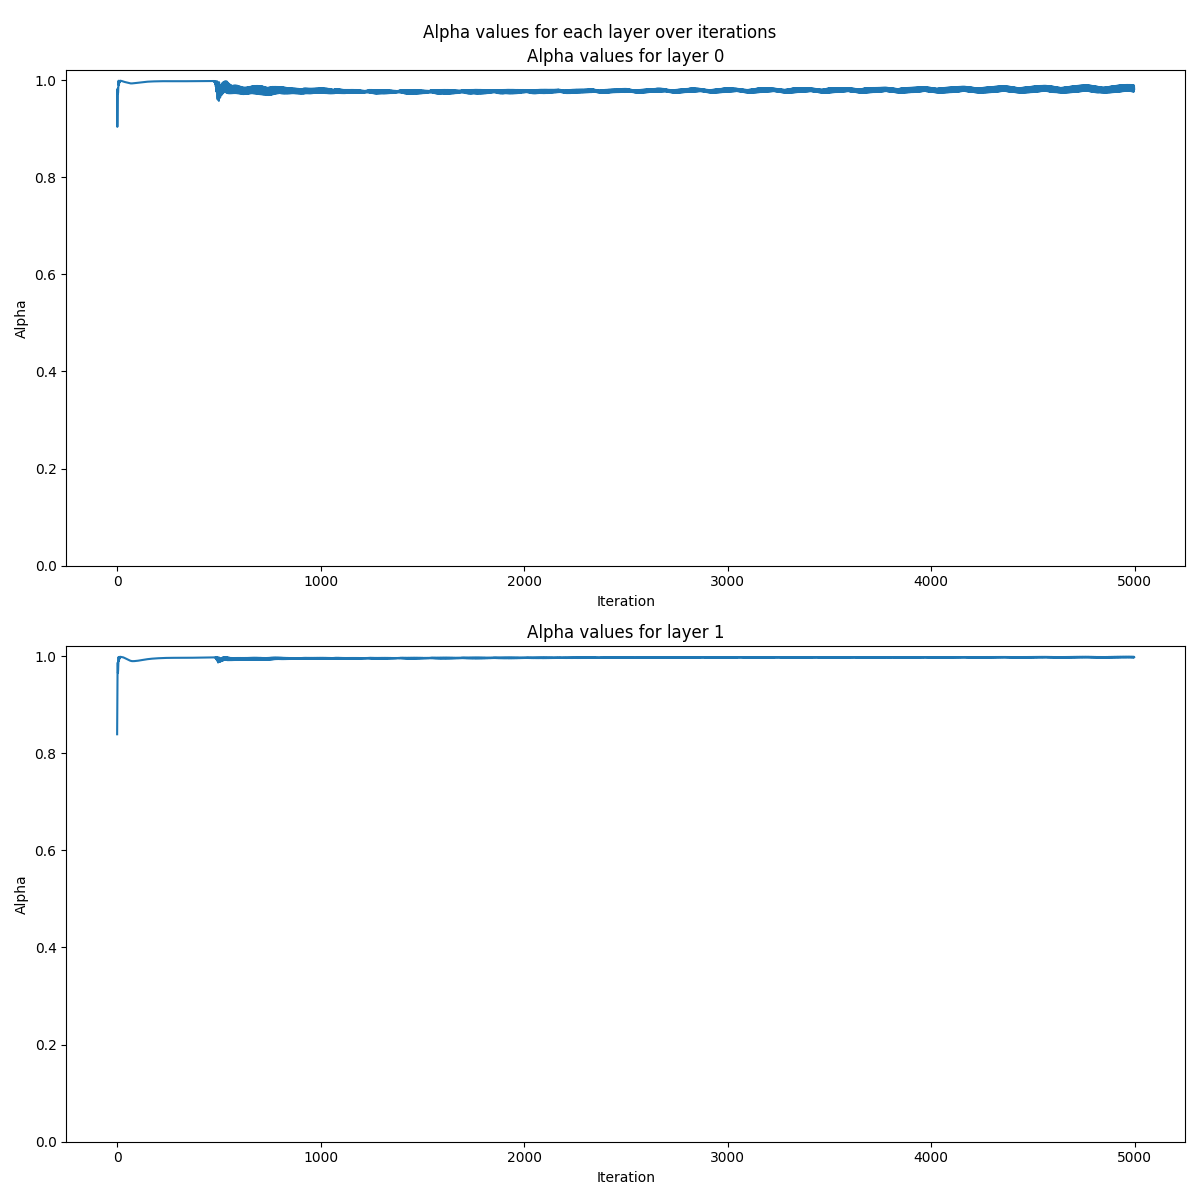 Alpha values for each layer over iterations
Alpha values for layer 0
1.0
0.8
0.6
0.4
0.2
0.0
Alpha
0 1000 2000 3000 4000 5000
Iteration
Alpha values for layer 1
1.0
0.8
0.6
0.4
0.2
0.0
Alpha
0 1000 2000 3000 4000 5000
Iteration